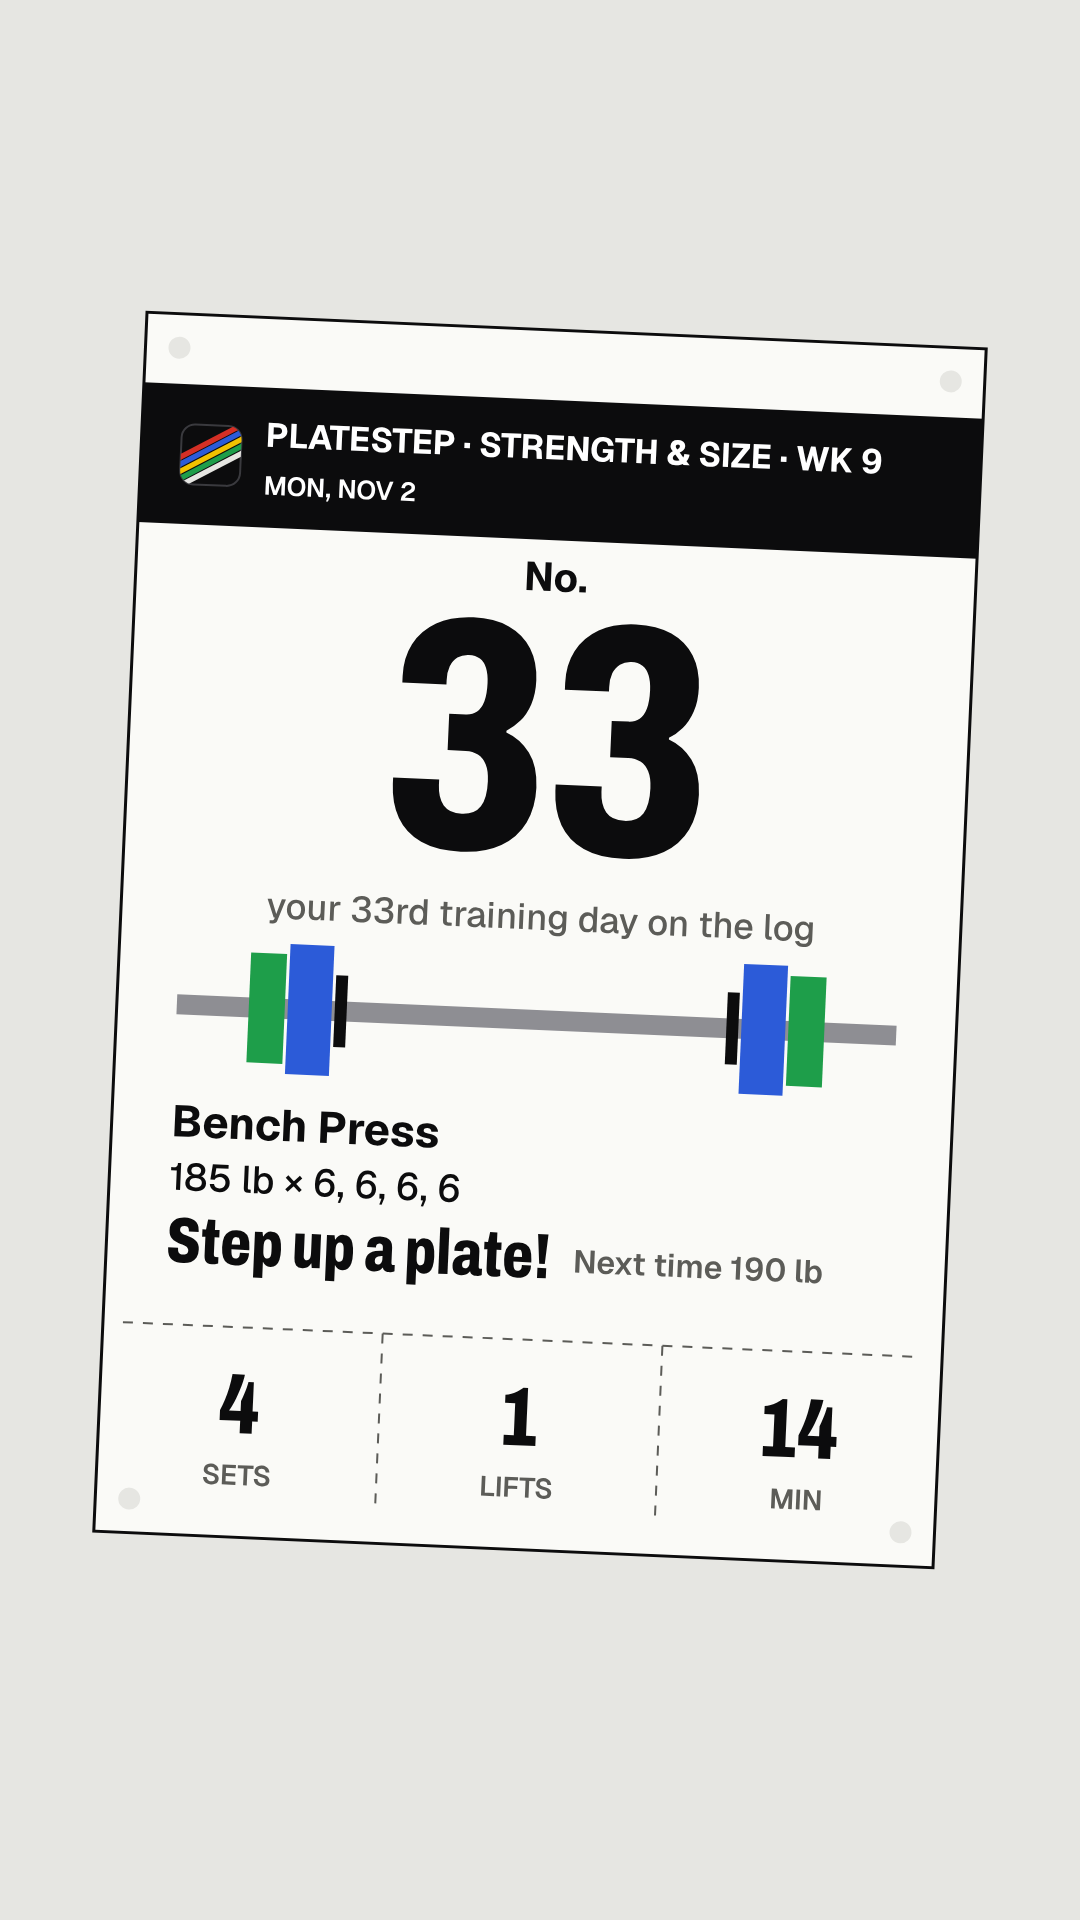 PLATESTEP · STRENGTH & SIZE · WK 9
MON, NOV 2
No.
33
your 33rd training day on the log
Bench Press
185 lb × 6, 6, 6, 6
Step up a plate! Next time 190 lb
4 1 14
SETS LIFTS MIN